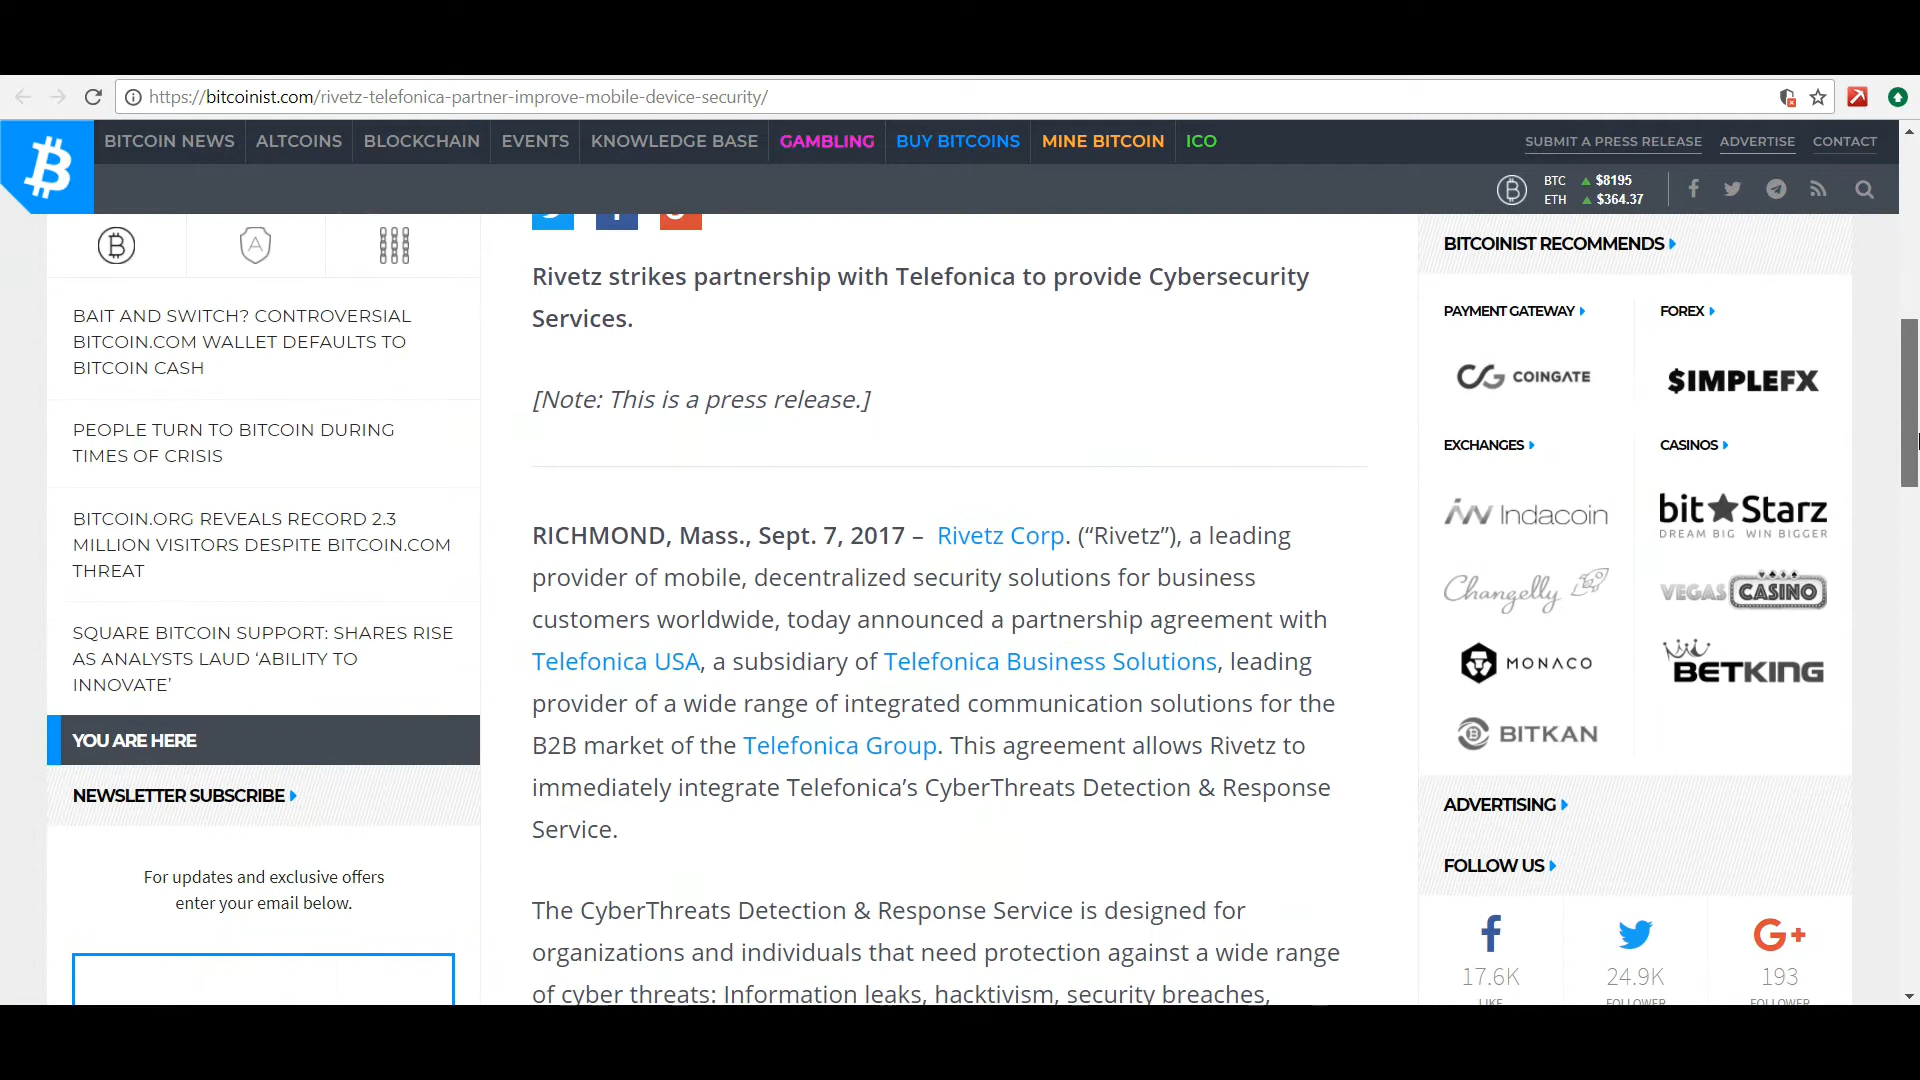 https://bitcoinist.com/rivetz-telefonica-partner-improve-mobile-device-security/
BITCOIN NEWS ALTCOINS BLOCKCHAIN EVENTS KNOWLEDGE BASE GAMBLING BUY BITCOINS MINE BITCOIN ICO
SUBMIT A PRESS RELEASE ADVERTISE CONTACT
BTC $8195
ETH $364.37
BAIT AND SWITCH? CONTROVERSIAL
BITCOIN.COM WALLET DEFAULTS TO
BITCOIN CASH
PEOPLE TURN TO BITCOIN DURING
TIMES OF CRISIS
BITCOIN.ORG REVEALS RECORD 2.3
MILLION VISITORS DESPITE BITCOIN.COM
THREAT
SQUARE BITCOIN SUPPORT: SHARES RISE
AS ANALYSTS LAUD ‘ABILITY TO
INNOVATE’
YOU ARE HERE
NEWSLETTER SUBSCRIBE
For updates and exclusive offers
enter your email below.
Rivetz strikes partnership with Telefonica to provide Cybersecurity
Services.
[Note: This is a press release.]
RICHMOND, Mass., Sept. 7, 2017 – Rivetz Corp. (“Rivetz”), a leading
provider of mobile, decentralized security solutions for business
customers worldwide, today announced a partnership agreement with
Telefonica USA, a subsidiary of Telefonica Business Solutions, leading
provider of a wide range of integrated communication solutions for the
B2B market of the Telefonica Group. This agreement allows Rivetz to
immediately integrate Telefonica’s CyberThreats Detection & Response
Service.
The CyberThreats Detection & Response Service is designed for
organizations and individuals that need protection against a wide range
of cyber threats: Information leaks, hacktivism, security breaches,
BITCOINIST RECOMMENDS
PAYMENT GATEWAY FOREX
COINGATE $IMPLEFX
EXCHANGES CASINOS
Indacoin bit Starz
DREAM BIG WIN BIGGER
Changelly VEGAS CASINO
MONACO BETKING
BITKAN
ADVERTISING
FOLLOW US
17.6K 24.9K 193
LIKE FOLLOWER FOLLOWER